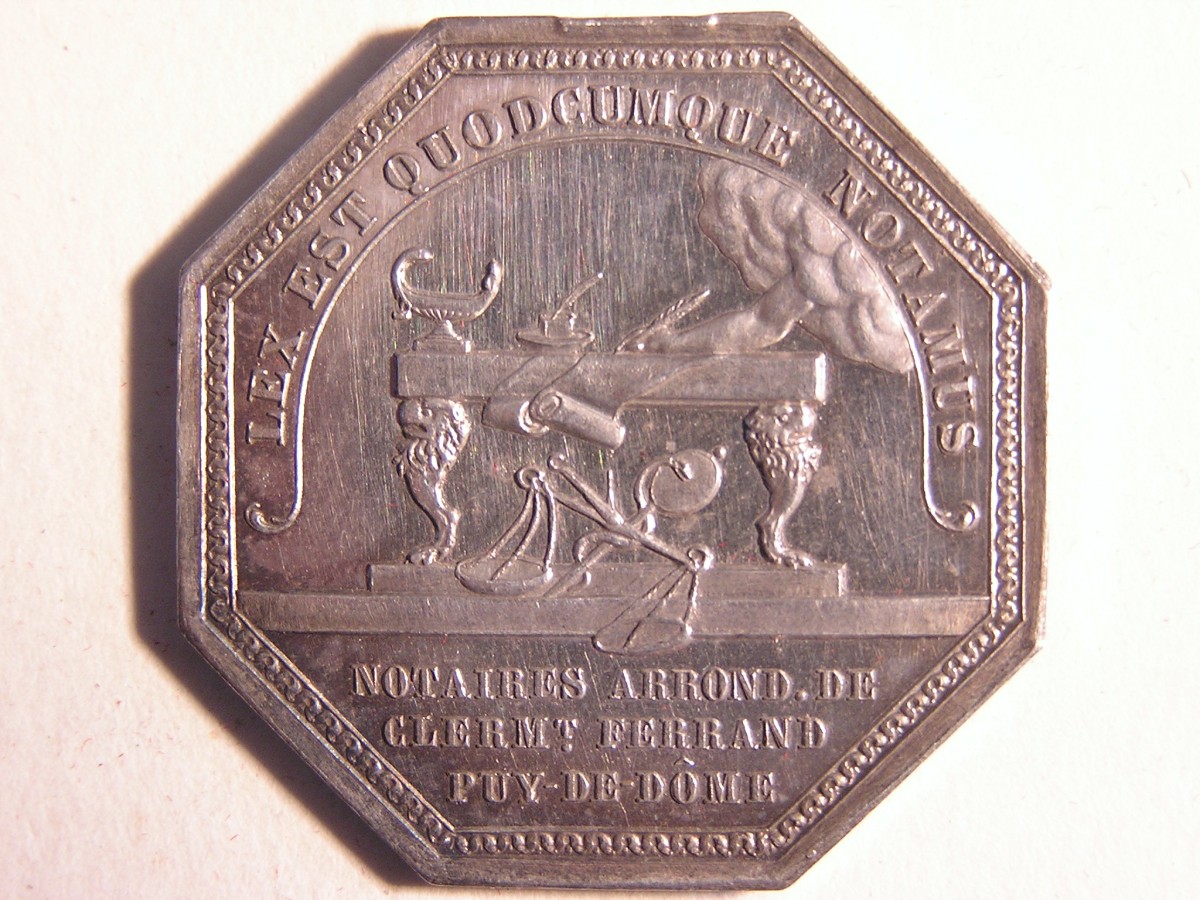 LEX EST QUODCUMQUE NOTAMUS
NOTAIRES ARROND. DE
CLERMT. FERRAND
PUY-DE-DÔME